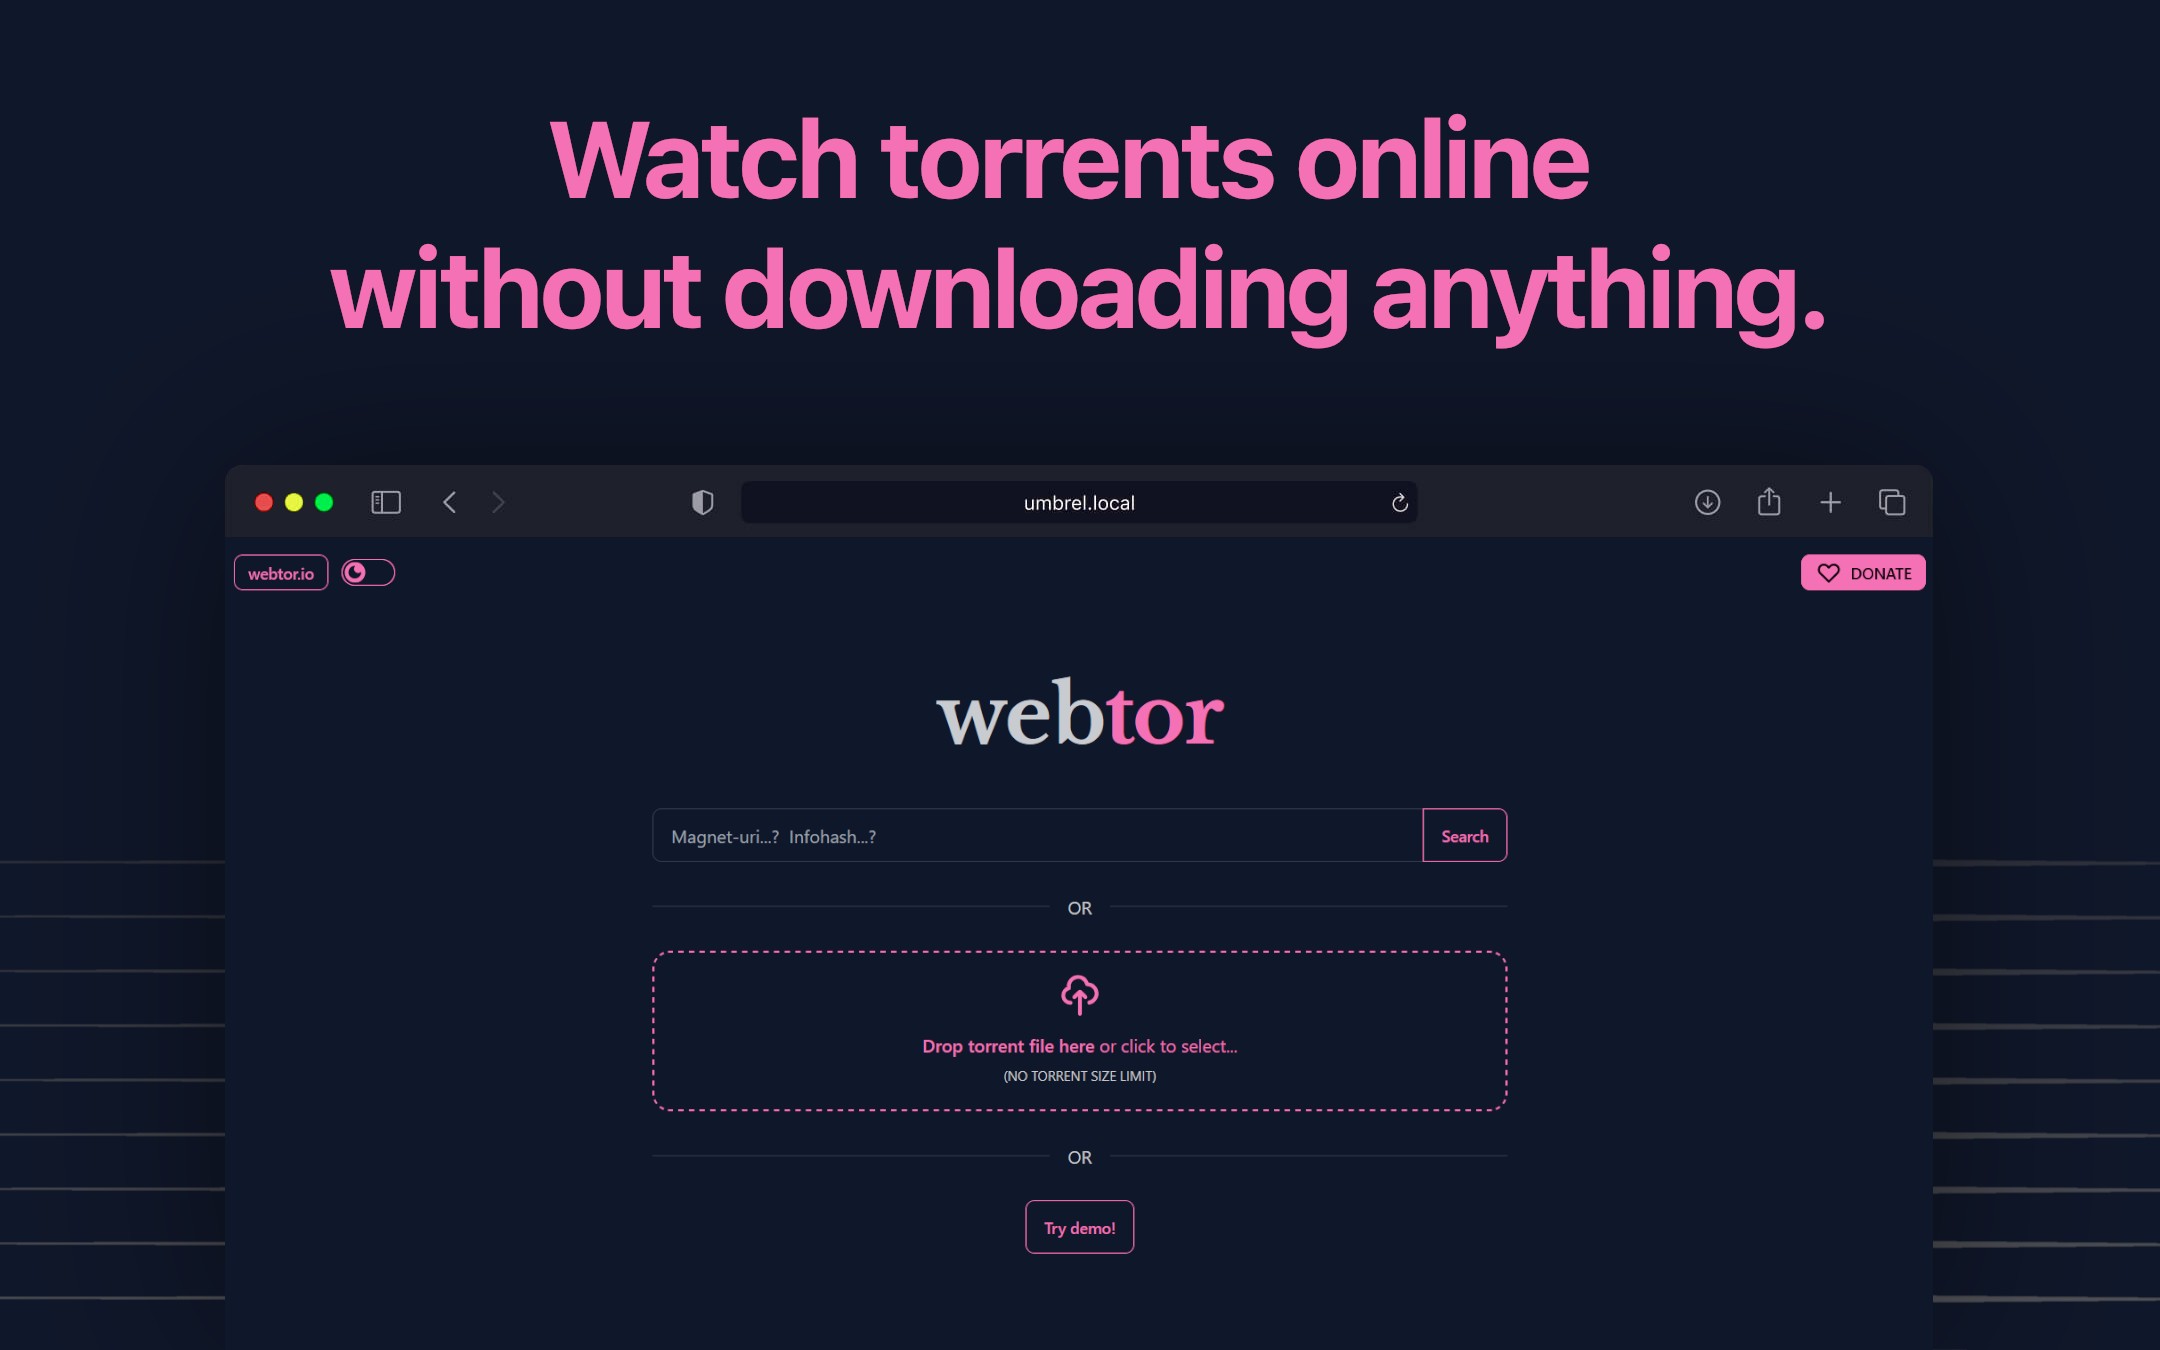 Watch torrents online
without downloading anything.
umbrel.local
webtor.io
DONATE
webtor
Magnet-uri...? Infohash...?
Search
OR
Drop torrent file here or click to select...
(NO TORRENT SIZE LIMIT)
OR
Try demo!